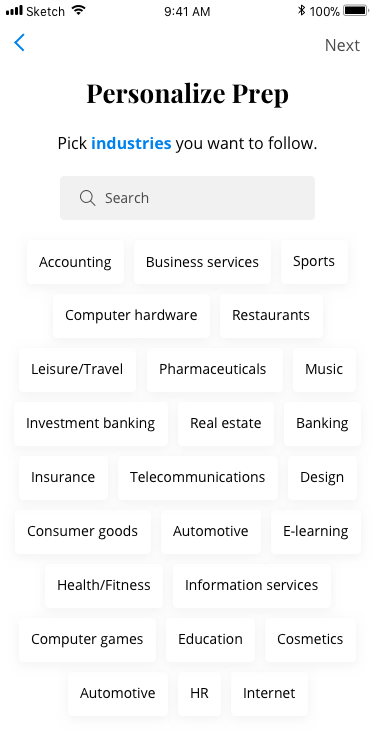 Sketch 9:41 AM 100%
Next
Personalize Prep
Pick industries you want to follow.
Search
Accounting Business services Sports
Computer hardware Restaurants
Leisure/Travel Pharmaceuticals Music
Investment banking Real estate Banking
Insurance Telecommunications Design
Consumer goods Automotive E-learning
Health/Fitness Information services
Computer games Education Cosmetics
Automotive HR Internet